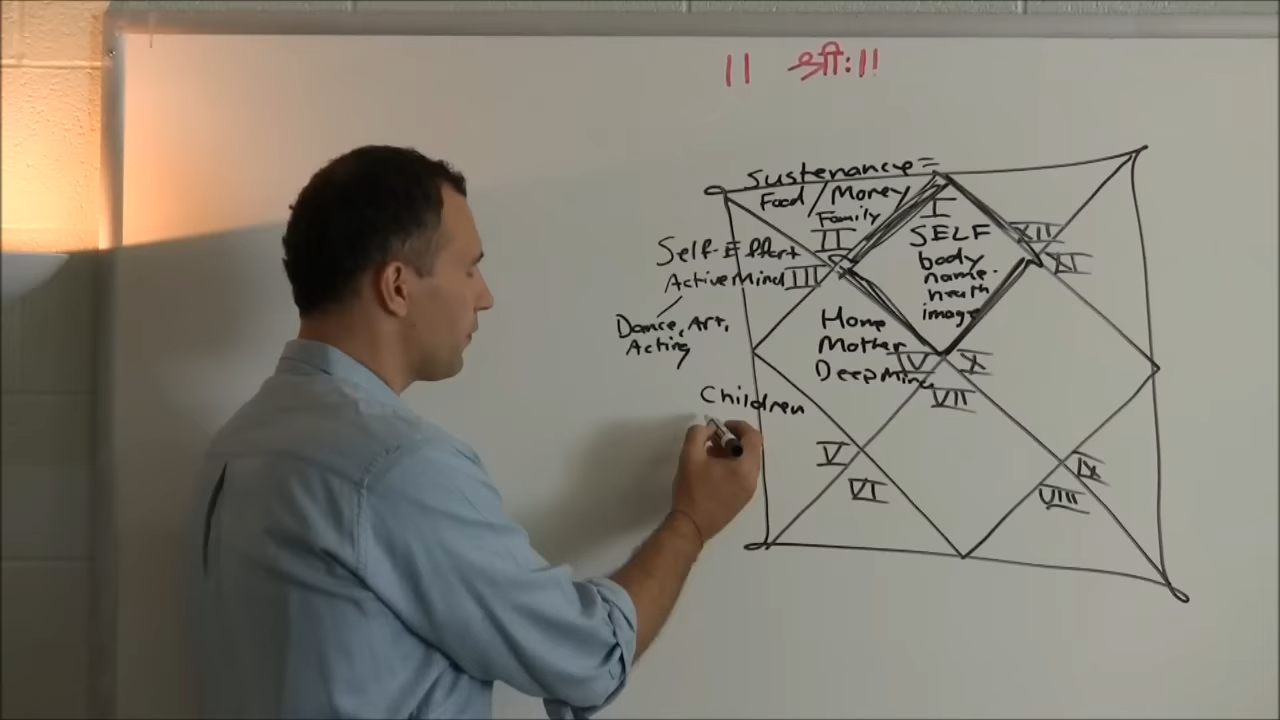 || श्रीः ||
Sustenance =
Food / Money
Family
II
Self-Effort
Active Mind III
Dance, Art,
Acting
I
SELF
body
name.
health
image
XII
XI
Home
Mother
Deep Mind
IV
X
VII
Children
V
VI
IX
VIII